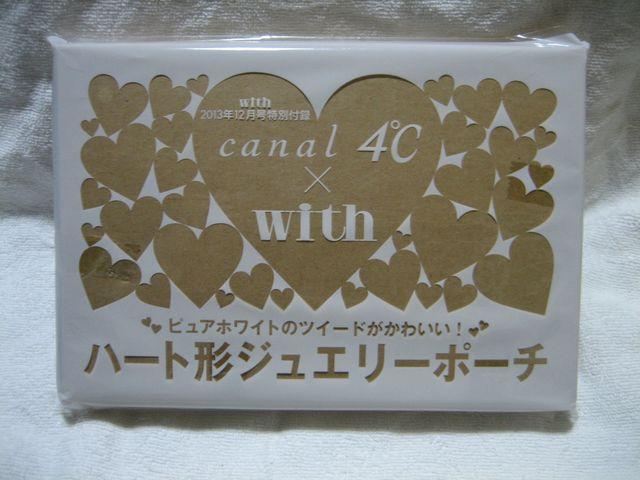 with
2013年12月号特別付録
canal 4℃
×
with
ピュアホワイトのツイードがかわいい!
ハート形ジュエリーポーチ